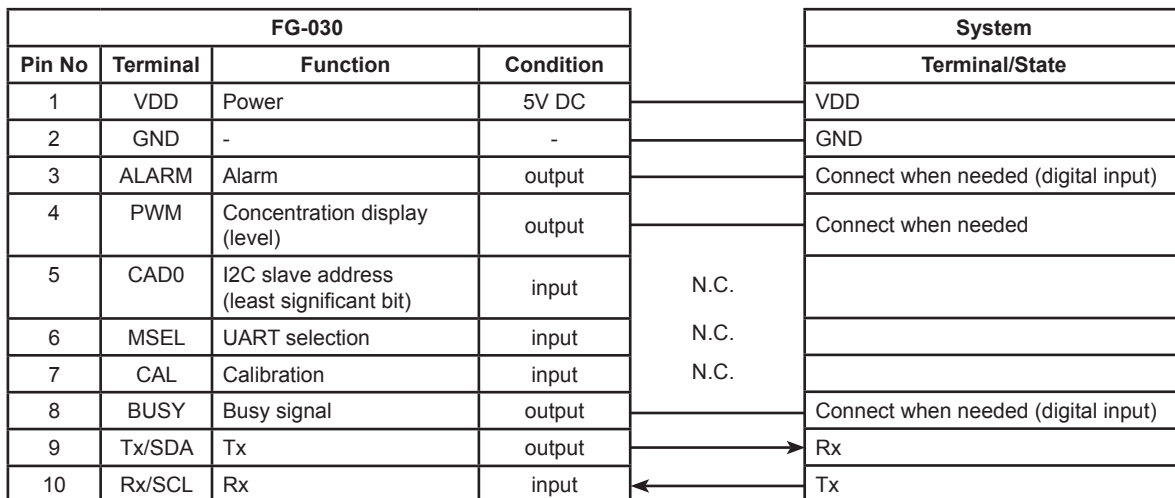 FG-030 System
Pin No Terminal Function Condition Terminal/State
1 VDD Power 5V DC VDD
2 GND - - GND
3 ALARM Alarm output Connect when needed (digital input)
4 PWM Concentration display
(level) output Connect when needed
5 CAD0 I2C slave address
(least significant bit) input N.C.
6 MSEL UART selection input N.C.
7 CAL Calibration input N.C.
8 BUSY Busy signal output Connect when needed (digital input)
9 Tx/SDA Tx output Rx
10 Rx/SCL Rx input Tx